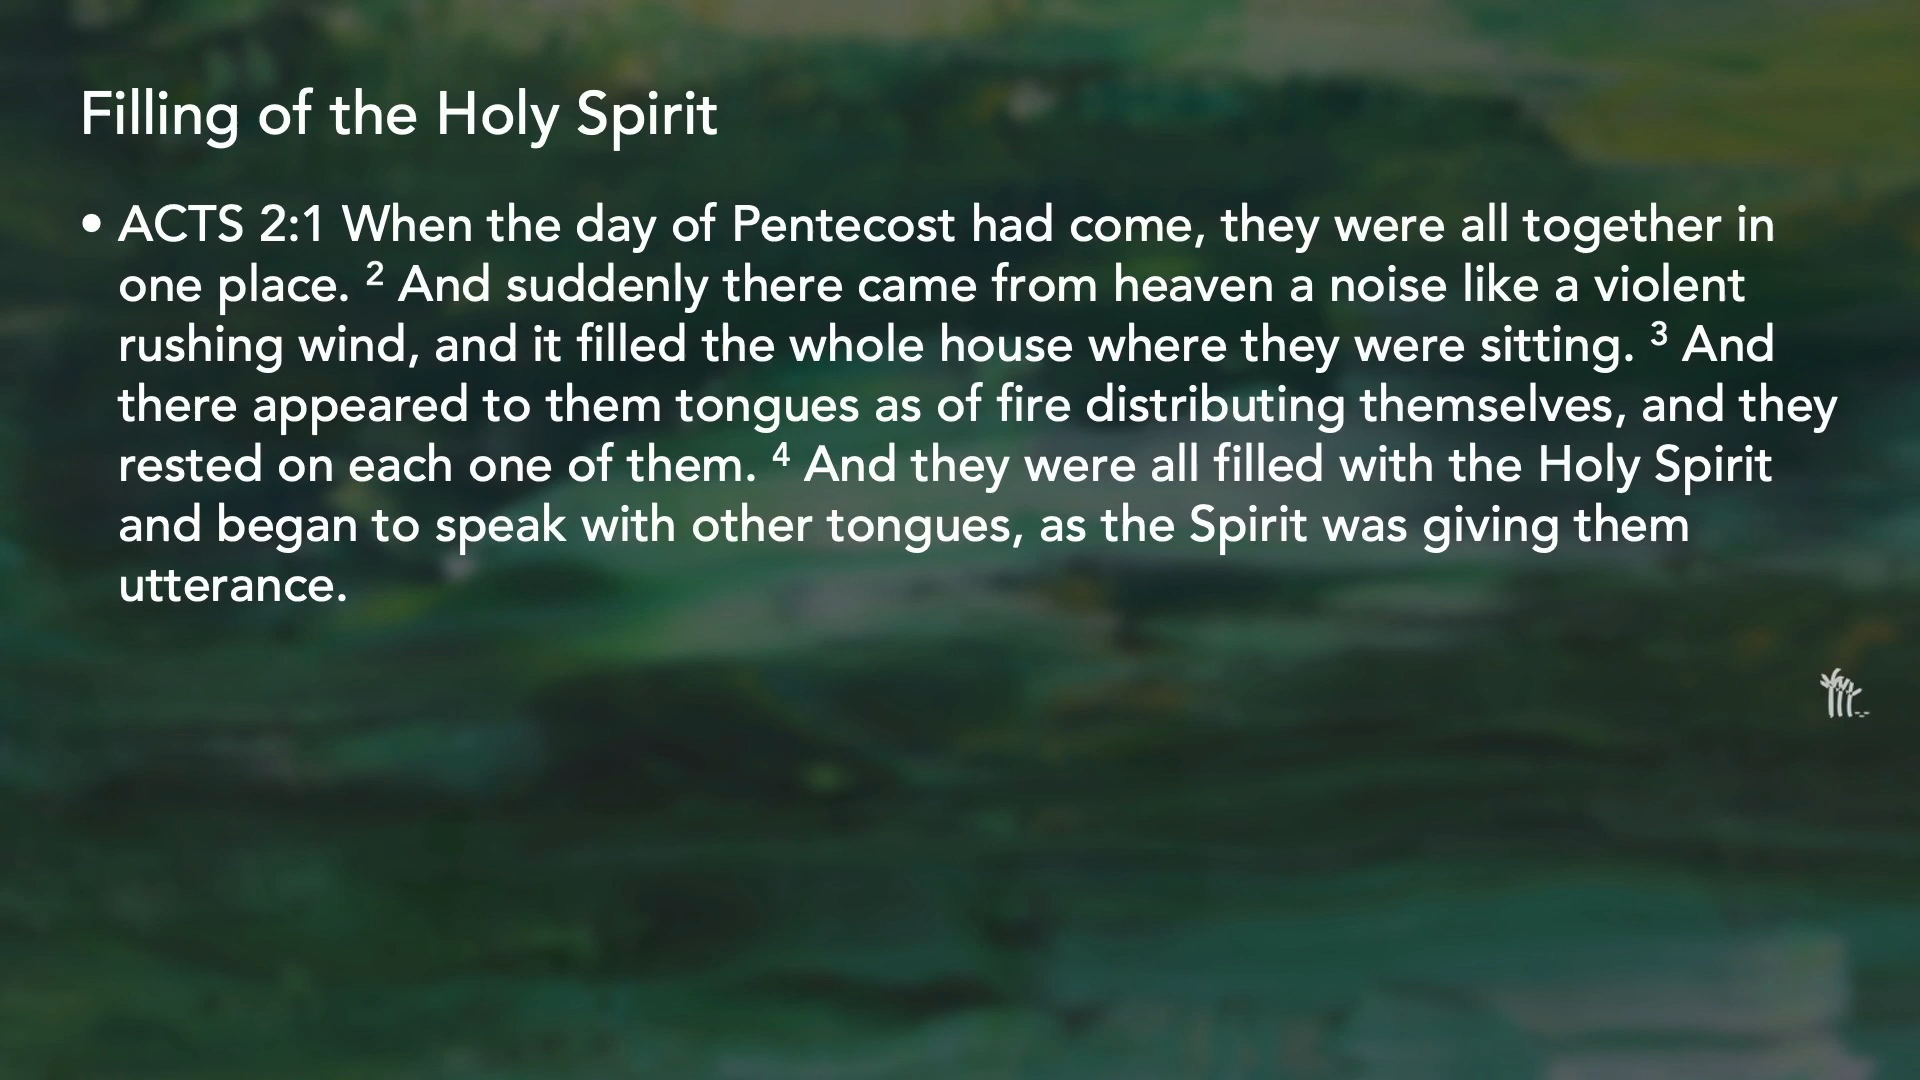 Filling of the Holy Spirit
• ACTS 2:1 When the day of Pentecost had come, they were all together in
one place. ² And suddenly there came from heaven a noise like a violent
rushing wind, and it filled the whole house where they were sitting. ³ And
there appeared to them tongues as of fire distributing themselves, and they
rested on each one of them. ⁴ And they were all filled with the Holy Spirit
and began to speak with other tongues, as the Spirit was giving them
utterance.